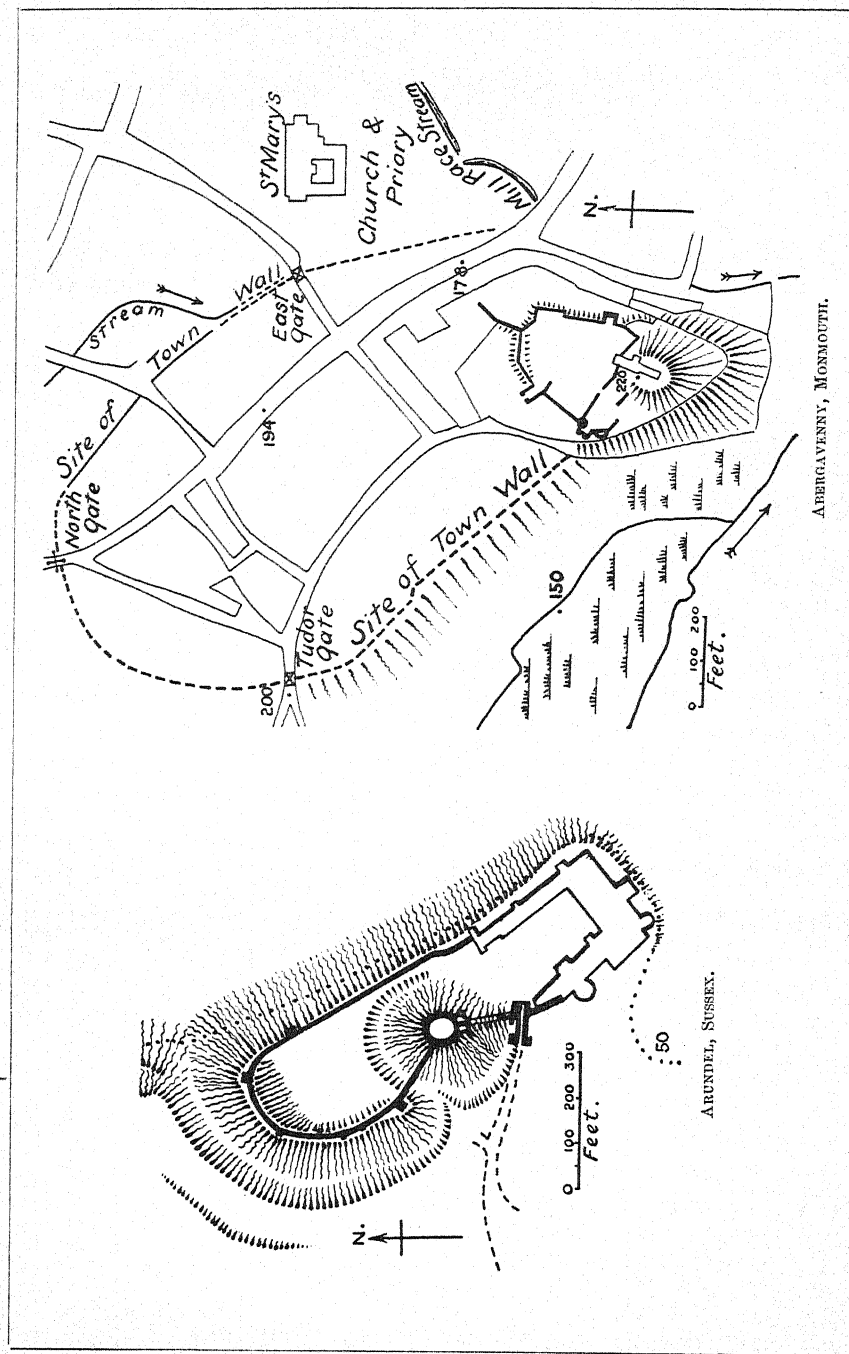 N.
0 100 200 300
Feet.
50
ARUNDEL, SUSSEX.
Site of Town Wall
North
Gate
Stream
East
Gate
St Mary's
Church &
Priory
Mill Race Stream
N.
200
Tudor
Gate
194
178
Site of Town Wall
220
150
0 100 200
Feet.
ABERGAVENNY, MONMOUTH.